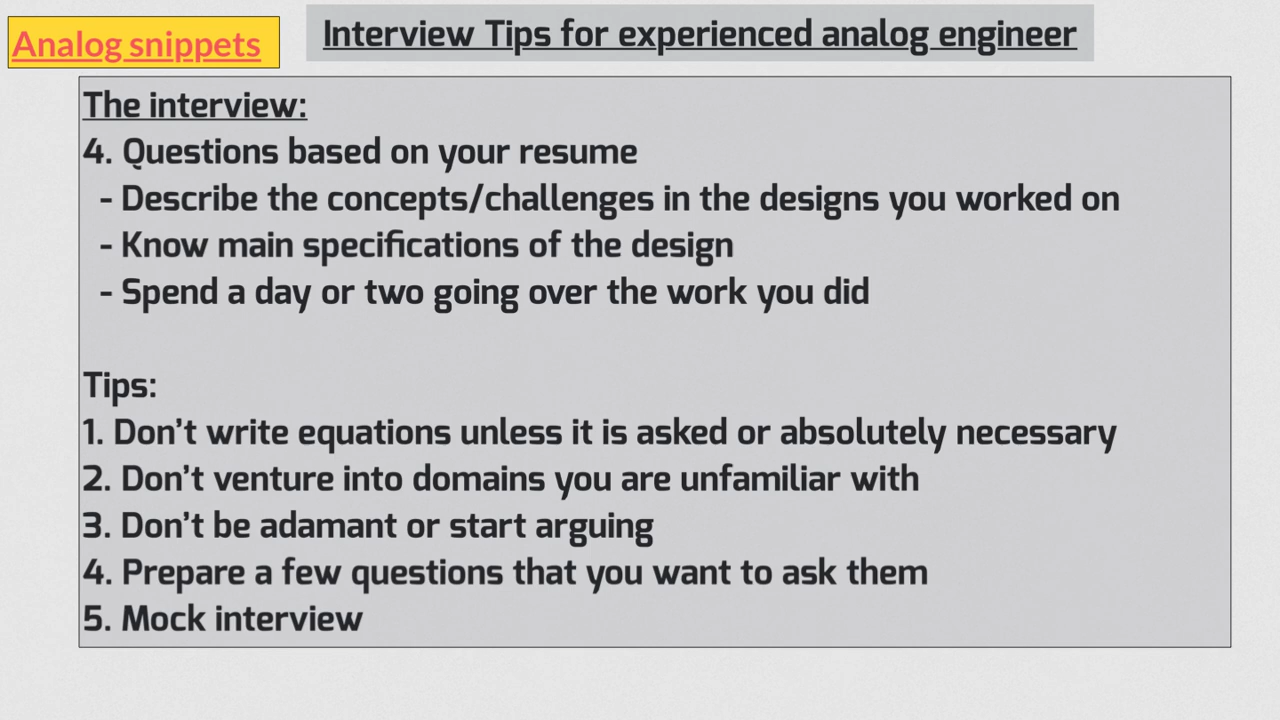 Analog snippets
Interview Tips for experienced analog engineer
The interview:
4. Questions based on your resume
- Describe the concepts/challenges in the designs you worked on
- Know main specifications of the design
- Spend a day or two going over the work you did
Tips:
1. Don’t write equations unless it is asked or absolutely necessary
2. Don’t venture into domains you are unfamiliar with
3. Don’t be adamant or start arguing
4. Prepare a few questions that you want to ask them
5. Mock interview